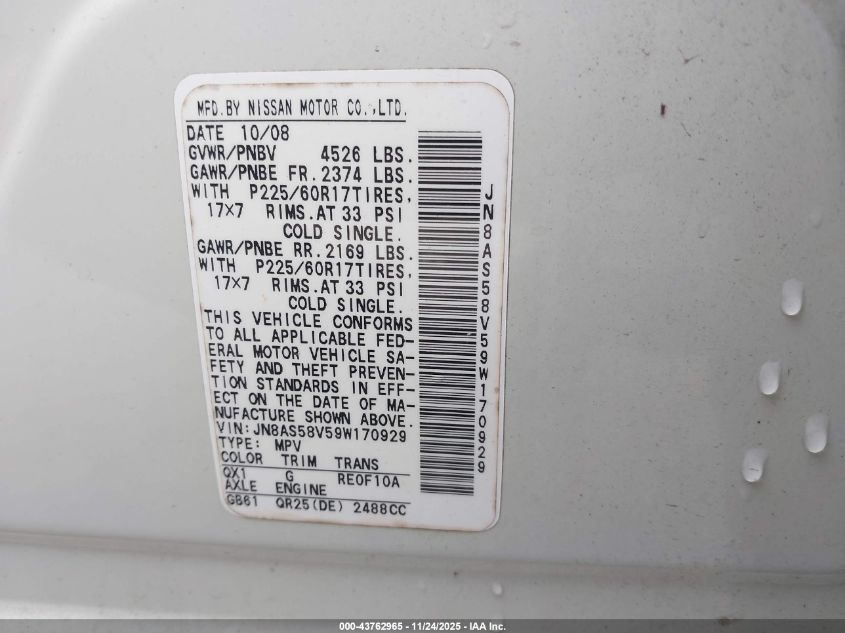 MFD.BY NISSAN MOTOR CO.,LTD.
DATE 10/08
GVWR/PNBV 4526 LBS.
GAWR/PNBE FR.2374 LBS.
WITH P225/60R17TIRES,
17×7 RIMS.AT 33 PSI
COLD SINGLE.
GAWR/PNBE RR.2169 LBS.
WITH P225/60R17TIRES,
17×7 RIMS.AT 33 PSI
COLD SINGLE.
THIS VEHICLE CONFORMS
TO ALL APPLICABLE FED-
ERAL MOTOR VEHICLE SA-
FETY AND THEFT PREVEN-
TION STANDARDS IN EFF-
ECT ON THE DATE OF MA-
NUFACTURE SHOWN ABOVE.
VIN:JN8AS58V59W170929
TYPE: MPV
COLOR TRIM TRANS
QX1 G RE0F10A
AXLE ENGINE
GB61 QR25(DE) 2488CC
JN8AS58V59W170929
000-43762965 - 11/24/2025 - IAA Inc.